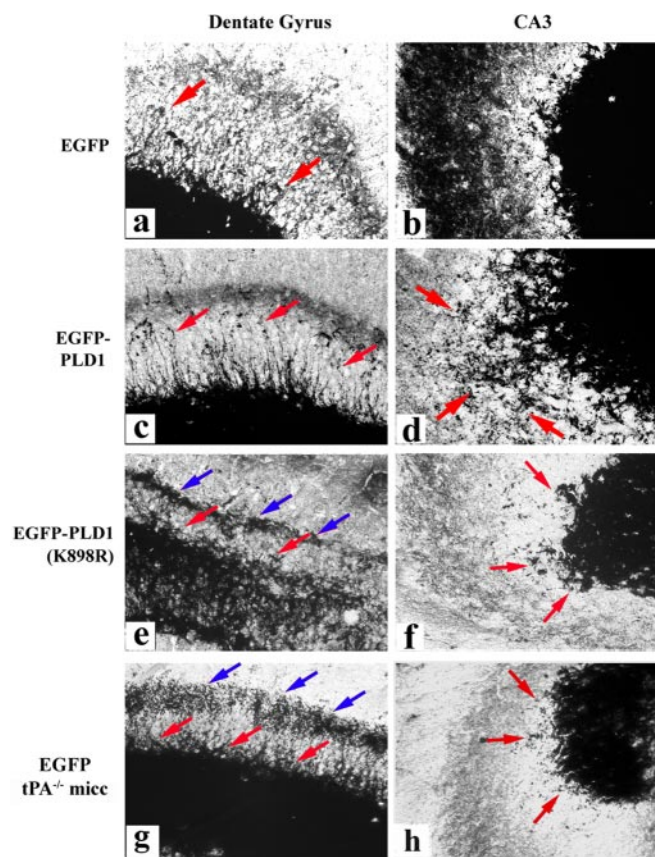 Dentate Gyrus CA3
EGFP
a b
EGFP-
PLD1
c d
EGFP-PLD1
(K898R)
e f
EGFP
tPA-/- micc
g h